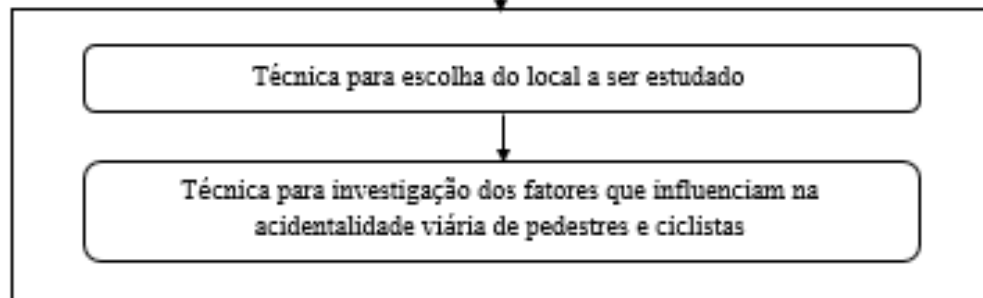 Técnica para escolha do local a ser estudado
Técnica para investigação dos fatores que influenciam na
acidentalidade viária de pedestres e ciclistas